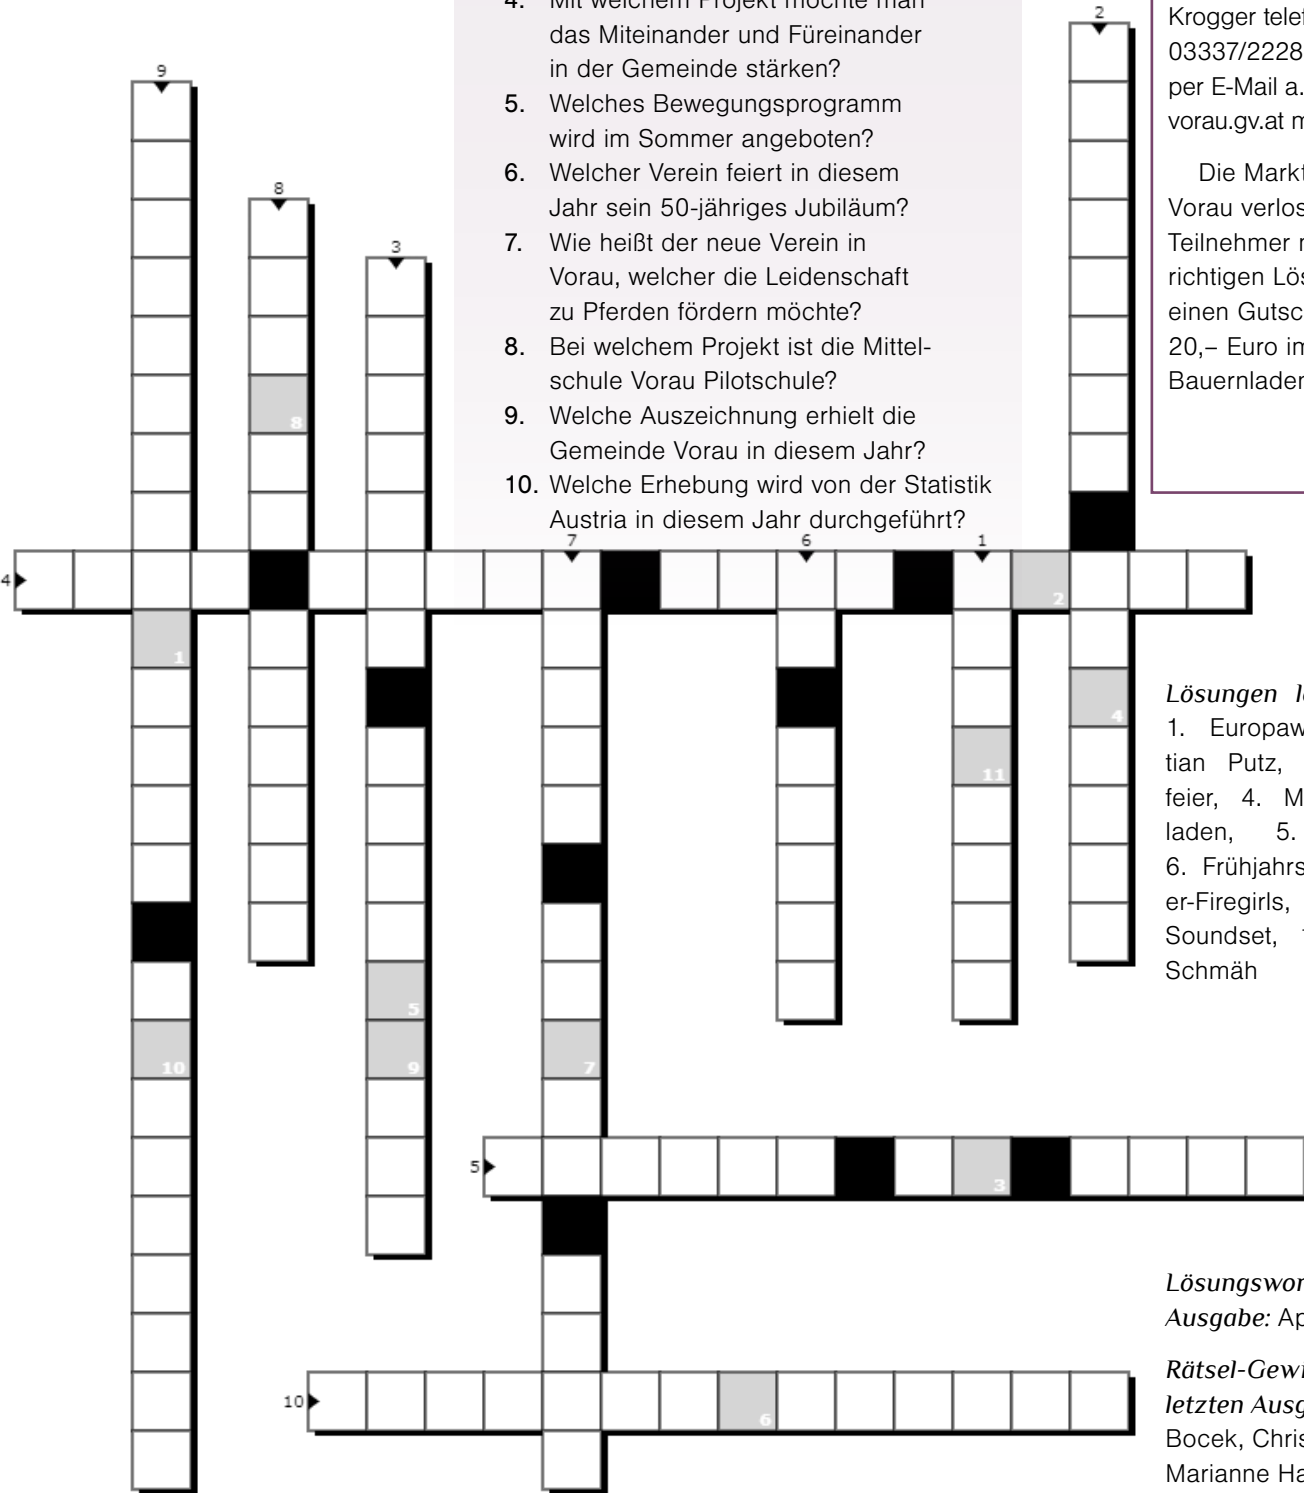 4. Mit welchem Projekt möchte man
das Miteinander und Füreinander
in der Gemeinde stärken?
5. Welches Bewegungsprogramm
wird im Sommer angeboten?
6. Welcher Verein feiert in diesem
Jahr sein 50-jähriges Jubiläum?
7. Wie heißt der neue Verein in
Vorau, welcher die Leidenschaft
zu Pferden fördern möchte?
8. Bei welchem Projekt ist die Mittel-
schule Vorau Pilotschule?
9. Welche Auszeichnung erhielt die
Gemeinde Vorau in diesem Jahr?
10. Welche Erhebung wird von der Statistik
Austria in diesem Jahr durchgeführt?
Krogger telef
03337/2228
per E-Mail a.
vorau.gv.at m
Die Markt
Vorau verlos
Teilnehmer
richtigen Lös
einen Gutsc
20,– Euro im
Bauernladen
2
9
8
3
8
7
6
1
4
2
1
4
11
5
10
9
7
5
3
10
6
Lösungen l
1. Europaw
tian Putz,
feier, 4. M
laden, 5.
6. Frühjahrs
er-Firegirls,
Soundset,
Schmäh
Lösungswor
Ausgabe: Ap
Rätsel-Gewi
letzten Ausg
Bocek, Chris
Marianne Ha